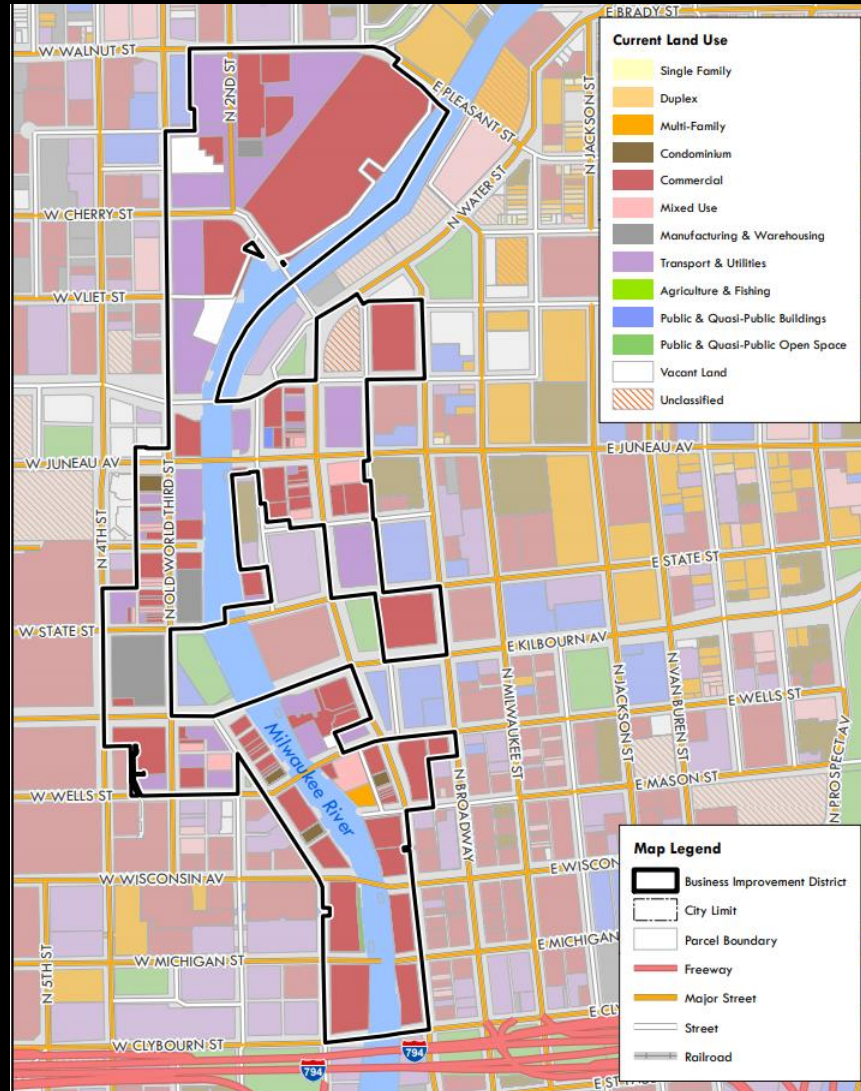 E BRADY ST
W WALNUT ST
N 2ND ST
E PLEASANT ST
N JACKSON ST
N WATER ST
W CHERRY ST
W VLIET ST
Current Land Use
Single Family
Duplex
Multi-Family
Condominium
Commercial
Mixed Use
Manufacturing & Warehousing
Transport & Utilities
Agriculture & Fishing
Public & Quasi-Public Buildings
Public & Quasi-Public Open Space
Vacant Land
Unclassified
W JUNEAU AV
E JUNEAU AV
N 4TH ST
N OLD WORLD THIRD ST
E STATE ST
W STATE ST
E KILBOURN AV
N MILWAUKEE ST
N JACKSON ST
N VAN BUREN ST
E WELLS ST
N PROSPECT AV
Milwaukee River
N BROADWAY
E MASON ST
W WELLS ST
E WISCON
W WISCONSIN AV
E MICHIGAN
W MICHIGAN ST
N 5TH ST
E CLY
W CLYBOURN ST
794
794
Map Legend
Business Improvement District
City Limit
Parcel Boundary
Freeway
Major Street
Street
Railroad